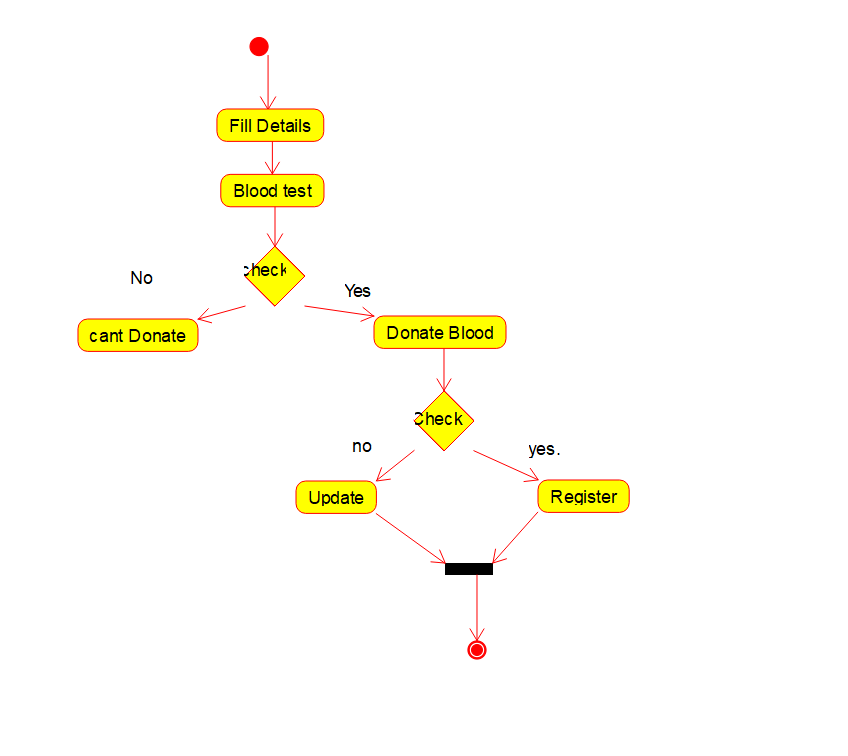 Fill Details
Blood test
check
No
Yes
cant Donate
Donate Blood
Check
no
yes.
Update
Register